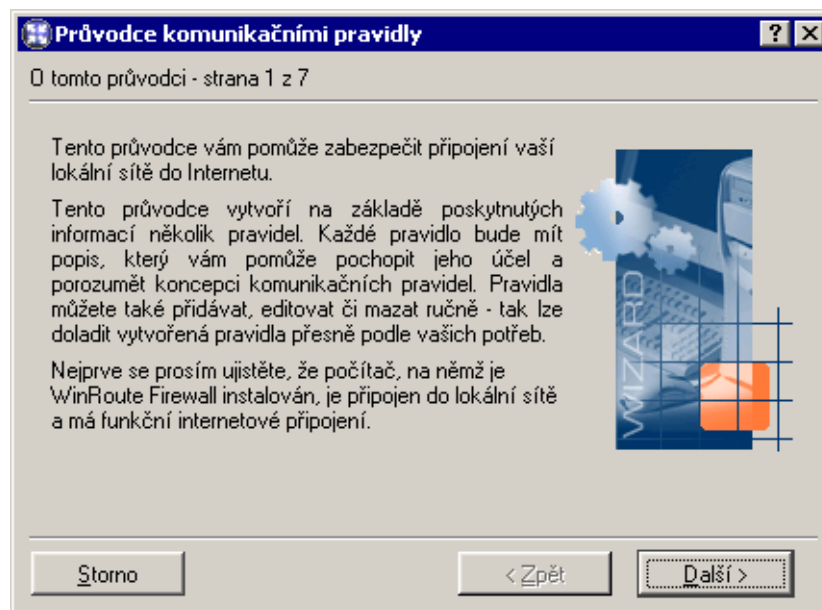 Průvodce komunikačními pravidly
O tomto průvodci - strana 1 z 7
Tento průvodce vám pomůže zabezpečit připojení vaší
lokální sítě do Internetu.
Tento průvodce vytvoří na základě poskytnutých
informací několik pravidel. Každé pravidlo bude mít
popis, který vám pomůže pochopit jeho účel a
porozumět koncepci komunikačních pravidel. Pravidla
můžete také přidávat, editovat či mazat ručně - tak lze
doladit vytvořená pravidla přesně podle vašich potřeb.
Nejprve se prosím ujistěte, že počítač, na němž je
WinRoute Firewall instalován, je připojen do lokální sítě
a má funkční internetové připojení.
WIZARD
Storno
< Zpět
Další >